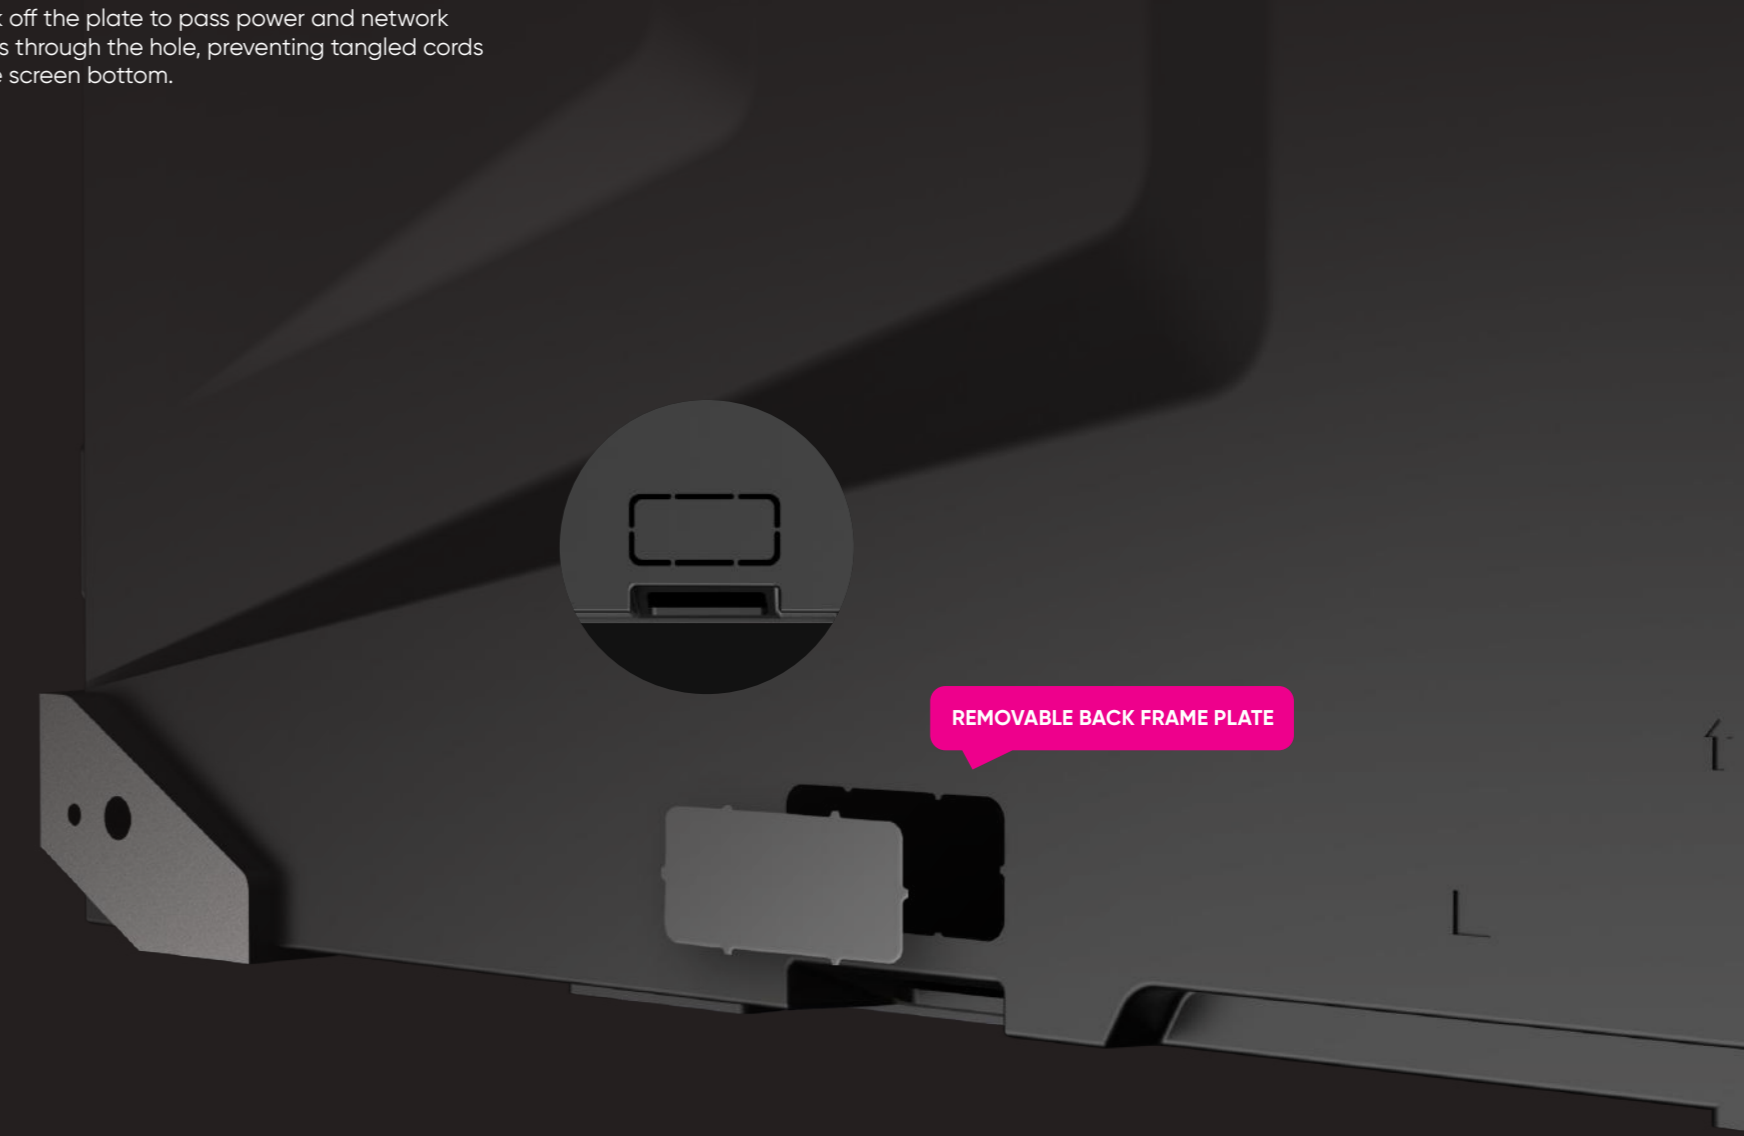 off the plate to pass power and network
through the hole, preventing tangled cords
screen bottom.
REMOVABLE BACK FRAME PLATE
L